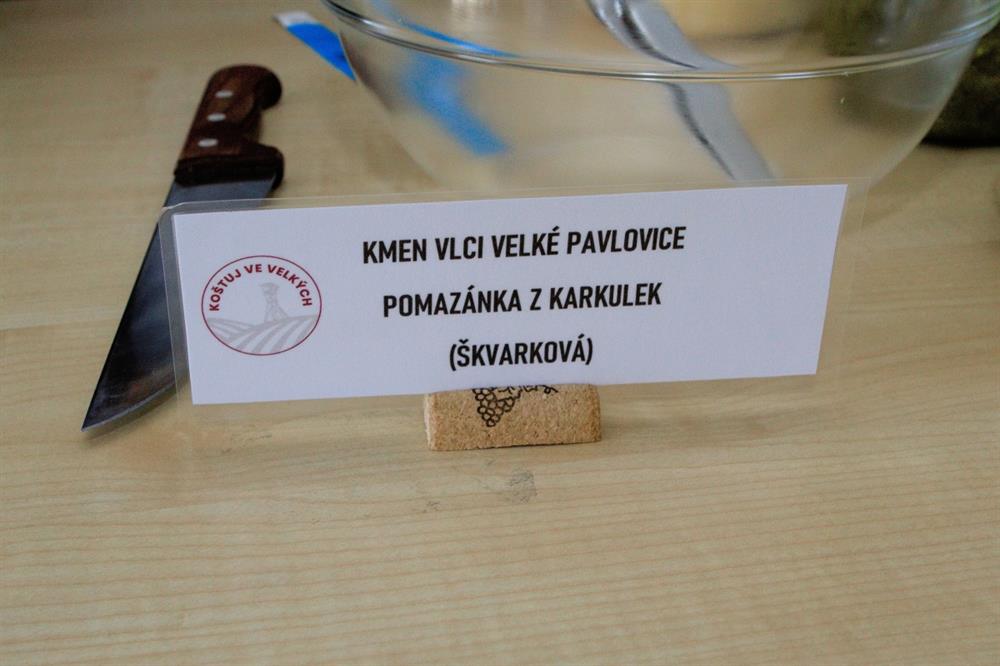 KOŠTUJ VE VELKÝCH
KMEN VLCI VELKÉ PAVLOVICE
POMAZÁNKA Z KARKULEK
(ŠKVARKOVÁ)